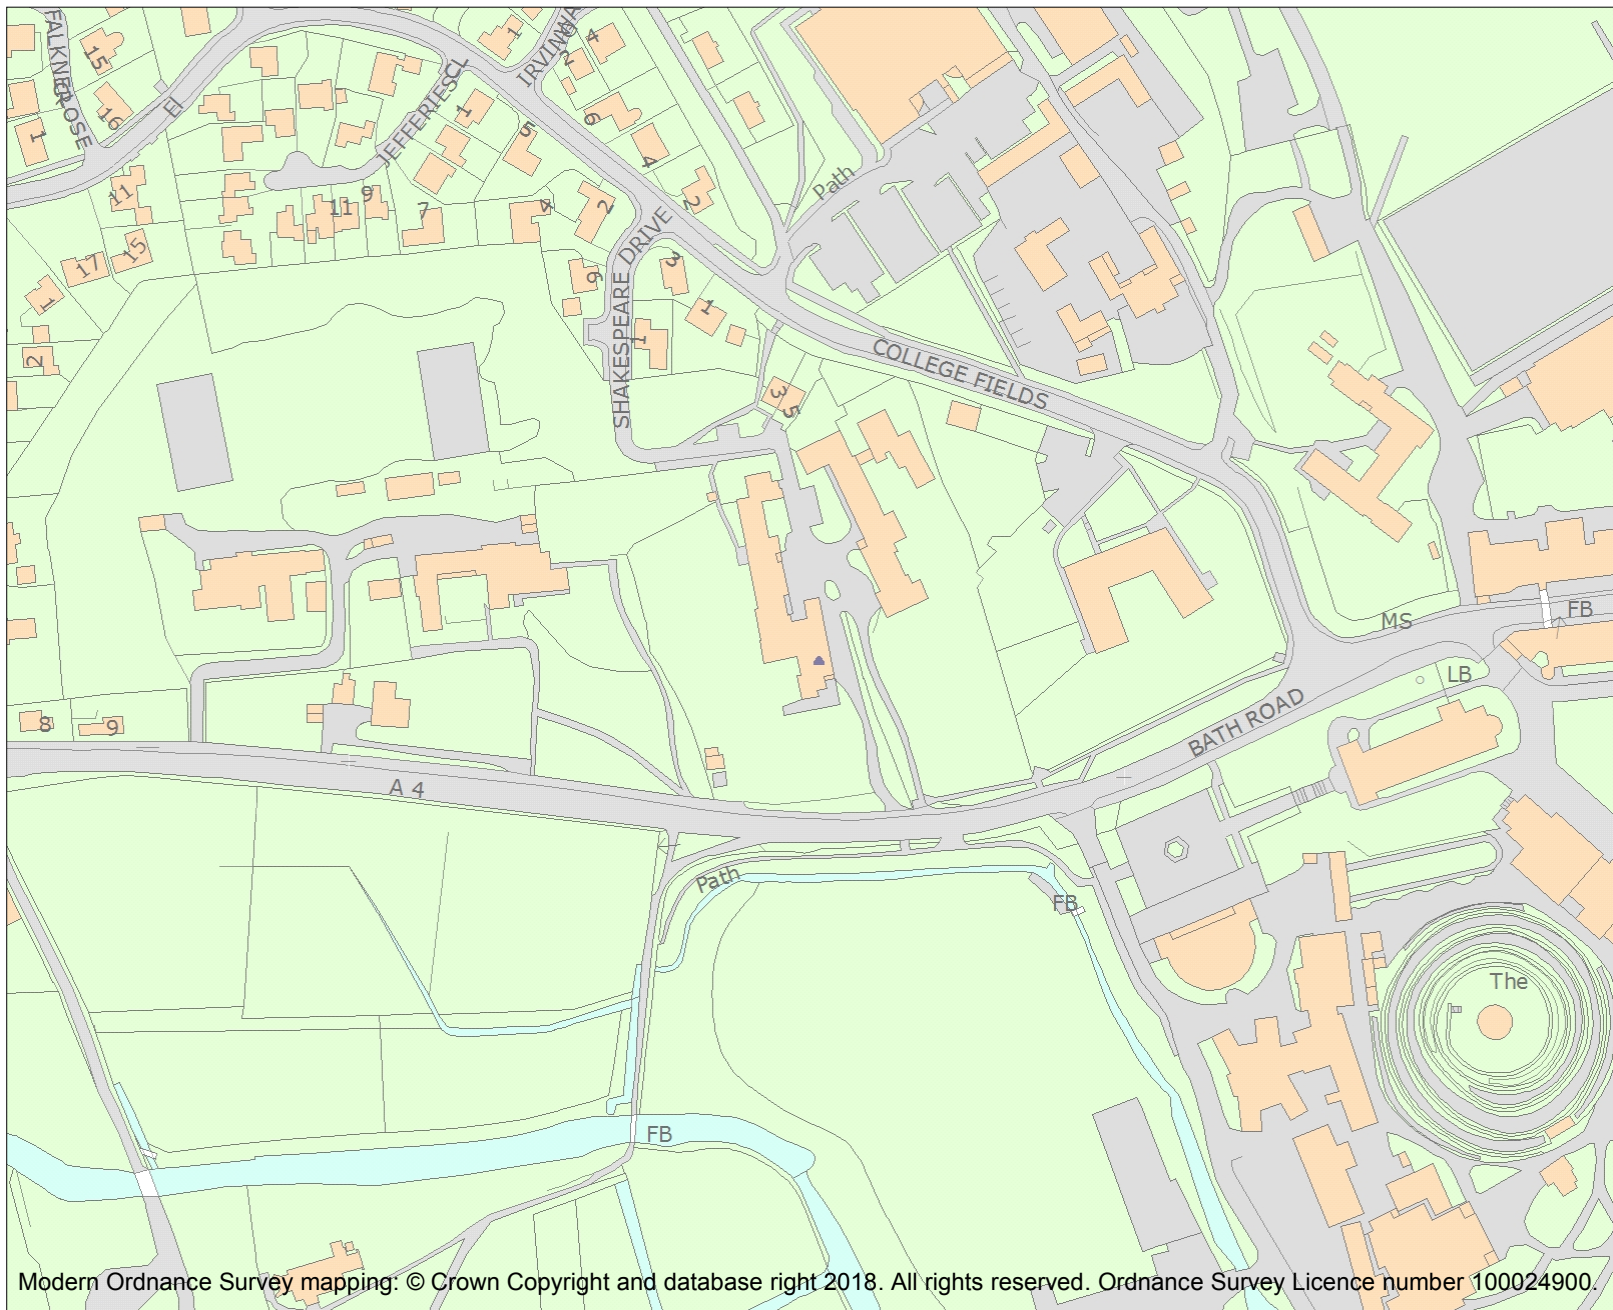 FALKNER
CLOSE
15
16
1
El
1
IRVINWA
4
2
JEFFERIESCL
1
5
6
4
2
Path
11
9
11
7
4
2
17
15
1
2
SHAKESPEARE DRIVE
9
3
1
1
3
5
COLLEGE FIELDS
MS
FB
LB
8
9
BATH ROAD
A 4
Path
FB
The
FB
Modern Ordnance Survey mapping: © Crown Copyright and database right 2018. All rights reserved. Ordnance Survey Licence number 100024900.